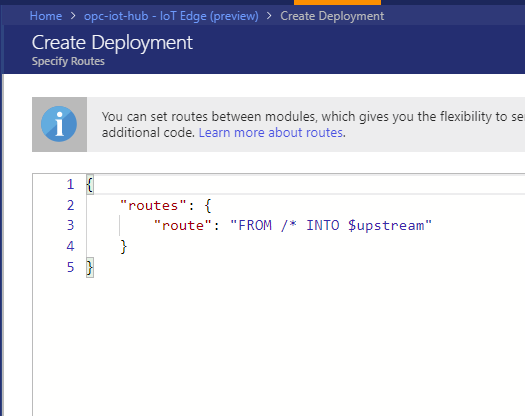 Home > opc-iot-hub - IoT Edge (preview) > Create Deployment
Create Deployment
Specify Routes
You can set routes between modules, which gives you the flexibility to se
additional code. Learn more about routes.
1 {
2 "routes": {
3 "route": "FROM /* INTO $upstream"
4 }
5 }